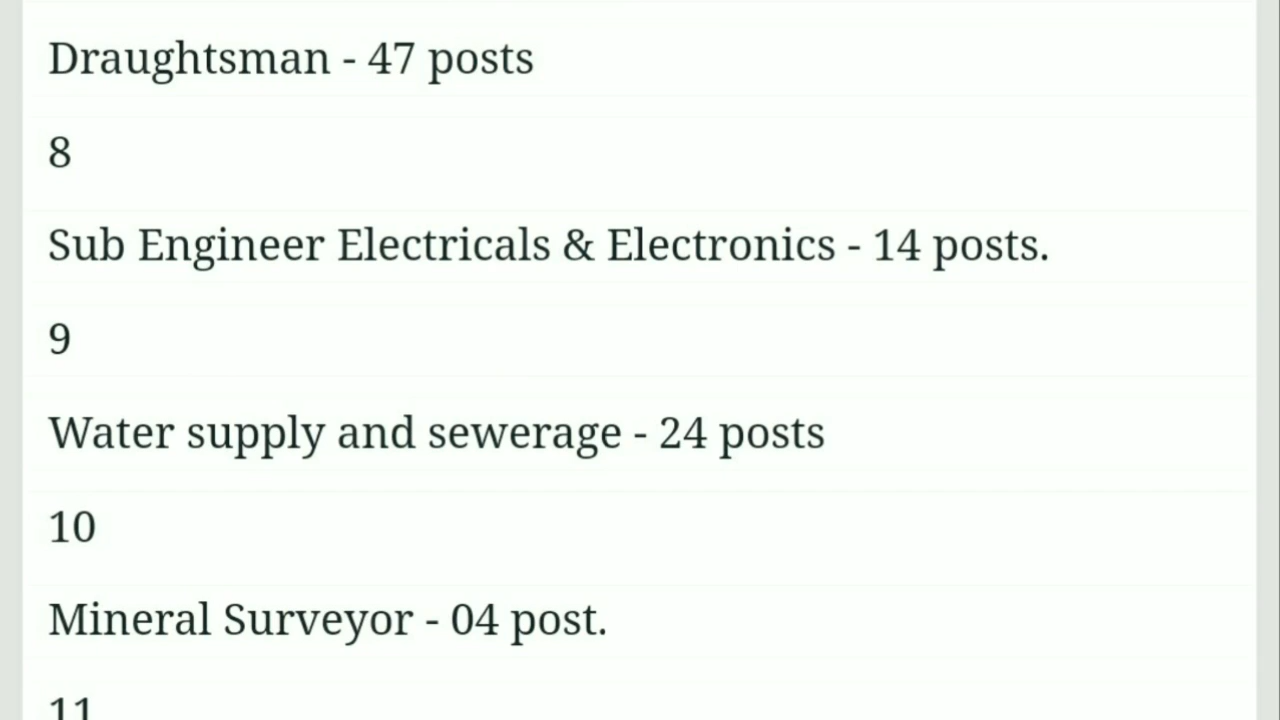 Draughtsman - 47 posts
8
Sub Engineer Electricals & Electronics - 14 posts.
9
Water supply and sewerage - 24 posts
10
Mineral Surveyor - 04 post.
11